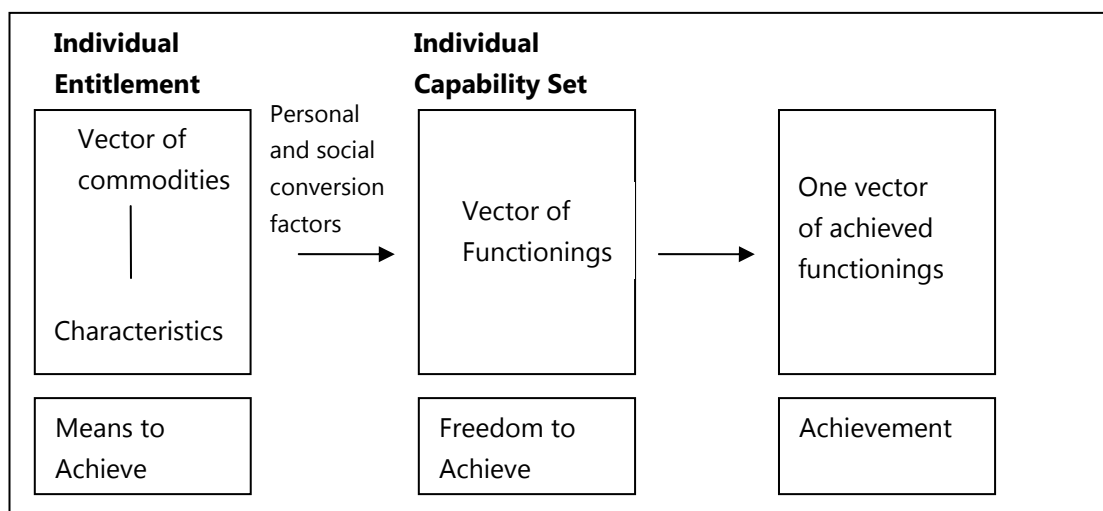 Individual
Entitlement
Vector of
commodities
Characteristics
Means to
Achieve
Personal
and social
conversion
factors
Individual
Capability Set
Vector of
Functionings
Freedom to
Achieve
One vector
of achieved
functionings
Achievement